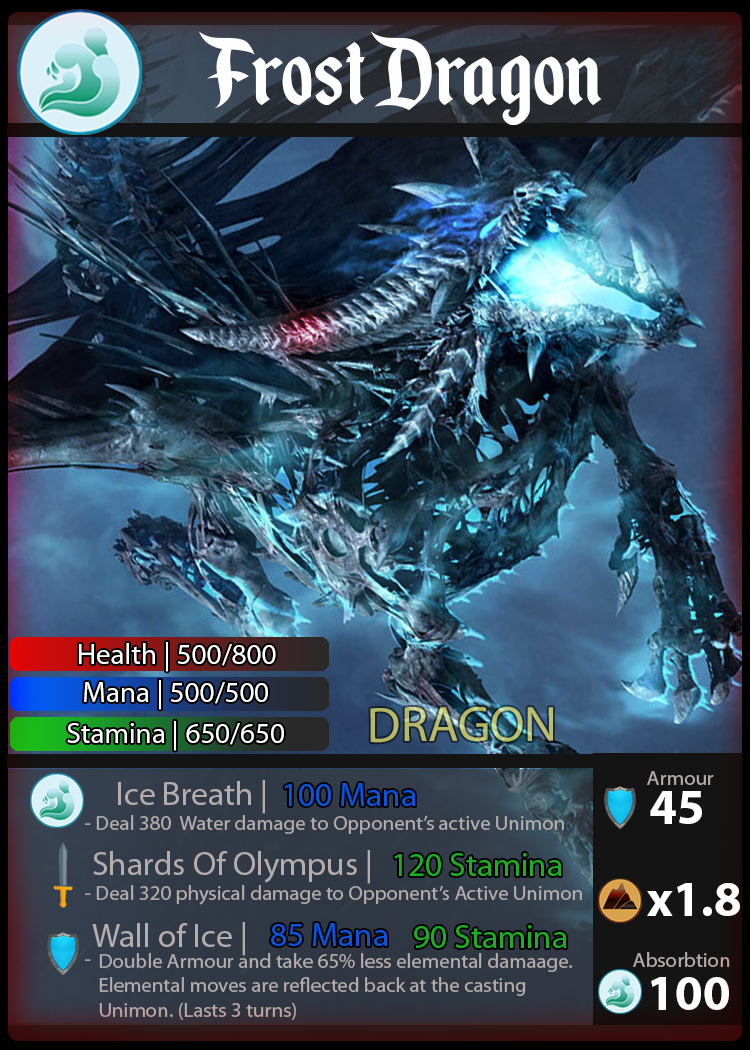 Frost Dragon
Health | 500/800
Mana | 500/500
Stamina | 650/650
DRAGON
Ice Breath | 100 Mana
- Deal 380 Water damage to Opponent's active Unimon
Shards Of Olympus | 120 Stamina
- Deal 320 physical damage to Opponent's Active Unimon
Wall of Ice | 85 Mana 90 Stamina
- Double Armour and take 65% less elemental damaage.
Elemental moves are reflected back at the casting
Unimon. (Lasts 3 turns)
Armour
45
x1.8
Absorbtion
100